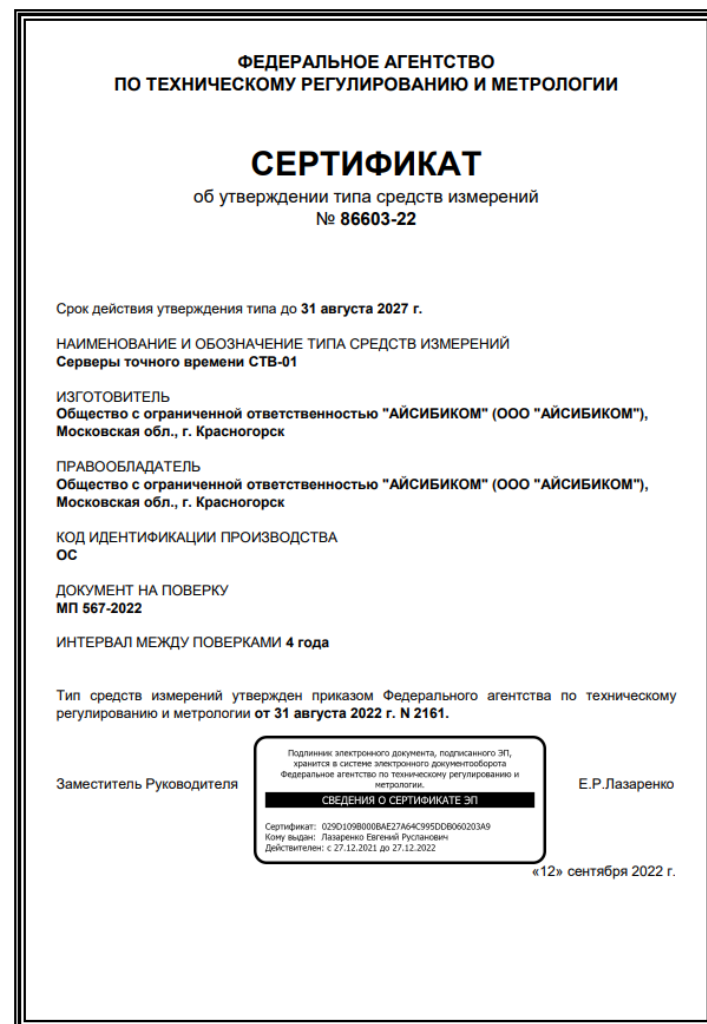 ФЕДЕРАЛЬНОЕ АГЕНТСТВО
ПО ТЕХНИЧЕСКОМУ РЕГУЛИРОВАНИЮ И МЕТРОЛОГИИ
СЕРТИФИКАТ
об утверждении типа средств измерений
№ 86603-22
Срок действия утверждения типа до 31 августа 2027 г.
НАИМЕНОВАНИЕ И ОБОЗНАЧЕНИЕ ТИПА СРЕДСТВ ИЗМЕРЕНИЙ
Серверы точного времени СТВ-01
ИЗГОТОВИТЕЛЬ
Общество с ограниченной ответственностью "АЙСИБИКОМ" (ООО "АЙСИБИКОМ"),
Московская обл., г. Красногорск
ПРАВООБЛАДАТЕЛЬ
Общество с ограниченной ответственностью "АЙСИБИКОМ" (ООО "АЙСИБИКОМ"),
Московская обл., г. Красногорск
КОД ИДЕНТИФИКАЦИИ ПРОИЗВОДСТВА
ОС
ДОКУМЕНТ НА ПОВЕРКУ
МП 567-2022
ИНТЕРВАЛ МЕЖДУ ПОВЕРКАМИ 4 года
Тип средств измерений утвержден приказом Федерального агентства по техническому
регулированию и метрологии от 31 августа 2022 г. N 2161.
Заместитель Руководителя
Подлинник электронного документа, подписанного ЭП,
хранится в системе электронного документооборота
Федеральное агентство по техническому регулированию и
метрологии.
СВЕДЕНИЯ О СЕРТИФИКАТЕ ЭП
Сертификат: 029D109B000BAE27A64C995DDB060203A9
Кому выдан: Лазаренко Евгений Русланович
Действителен: с 27.12.2021 до 27.12.2022
Е.Р.Лазаренко
«12» сентября 2022 г.